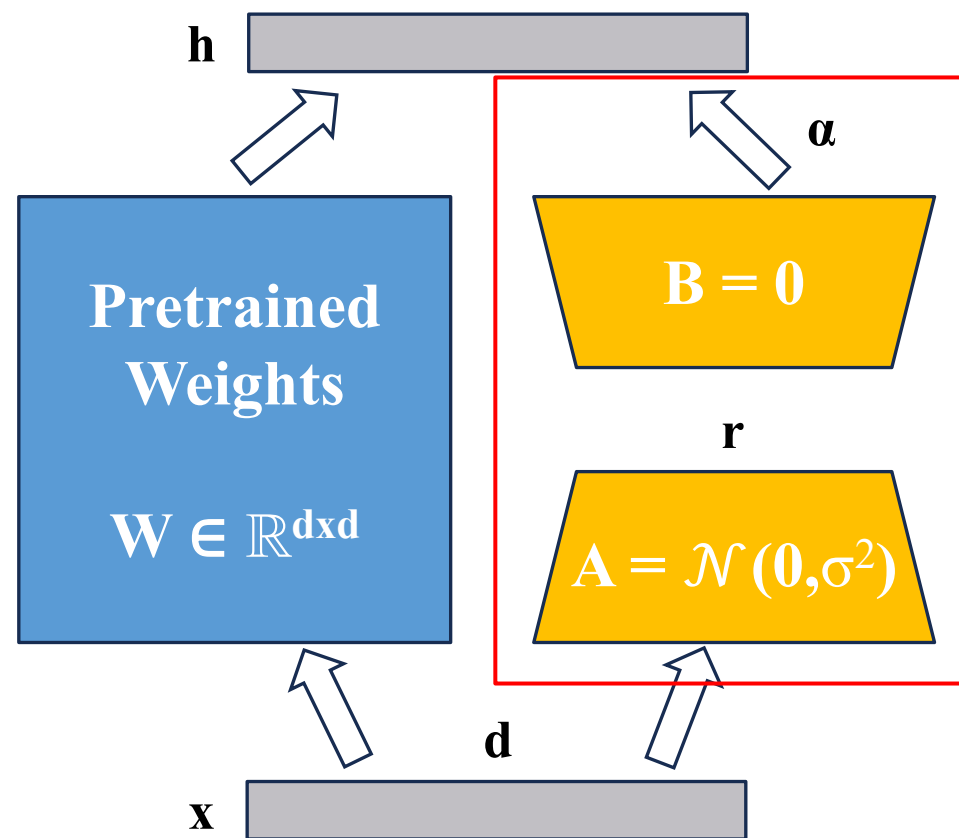 h
α
Pretrained
Weights
W ∈ ℝ^dxd
B = 0
r
A = 𝒩(0,σ²)
d
x